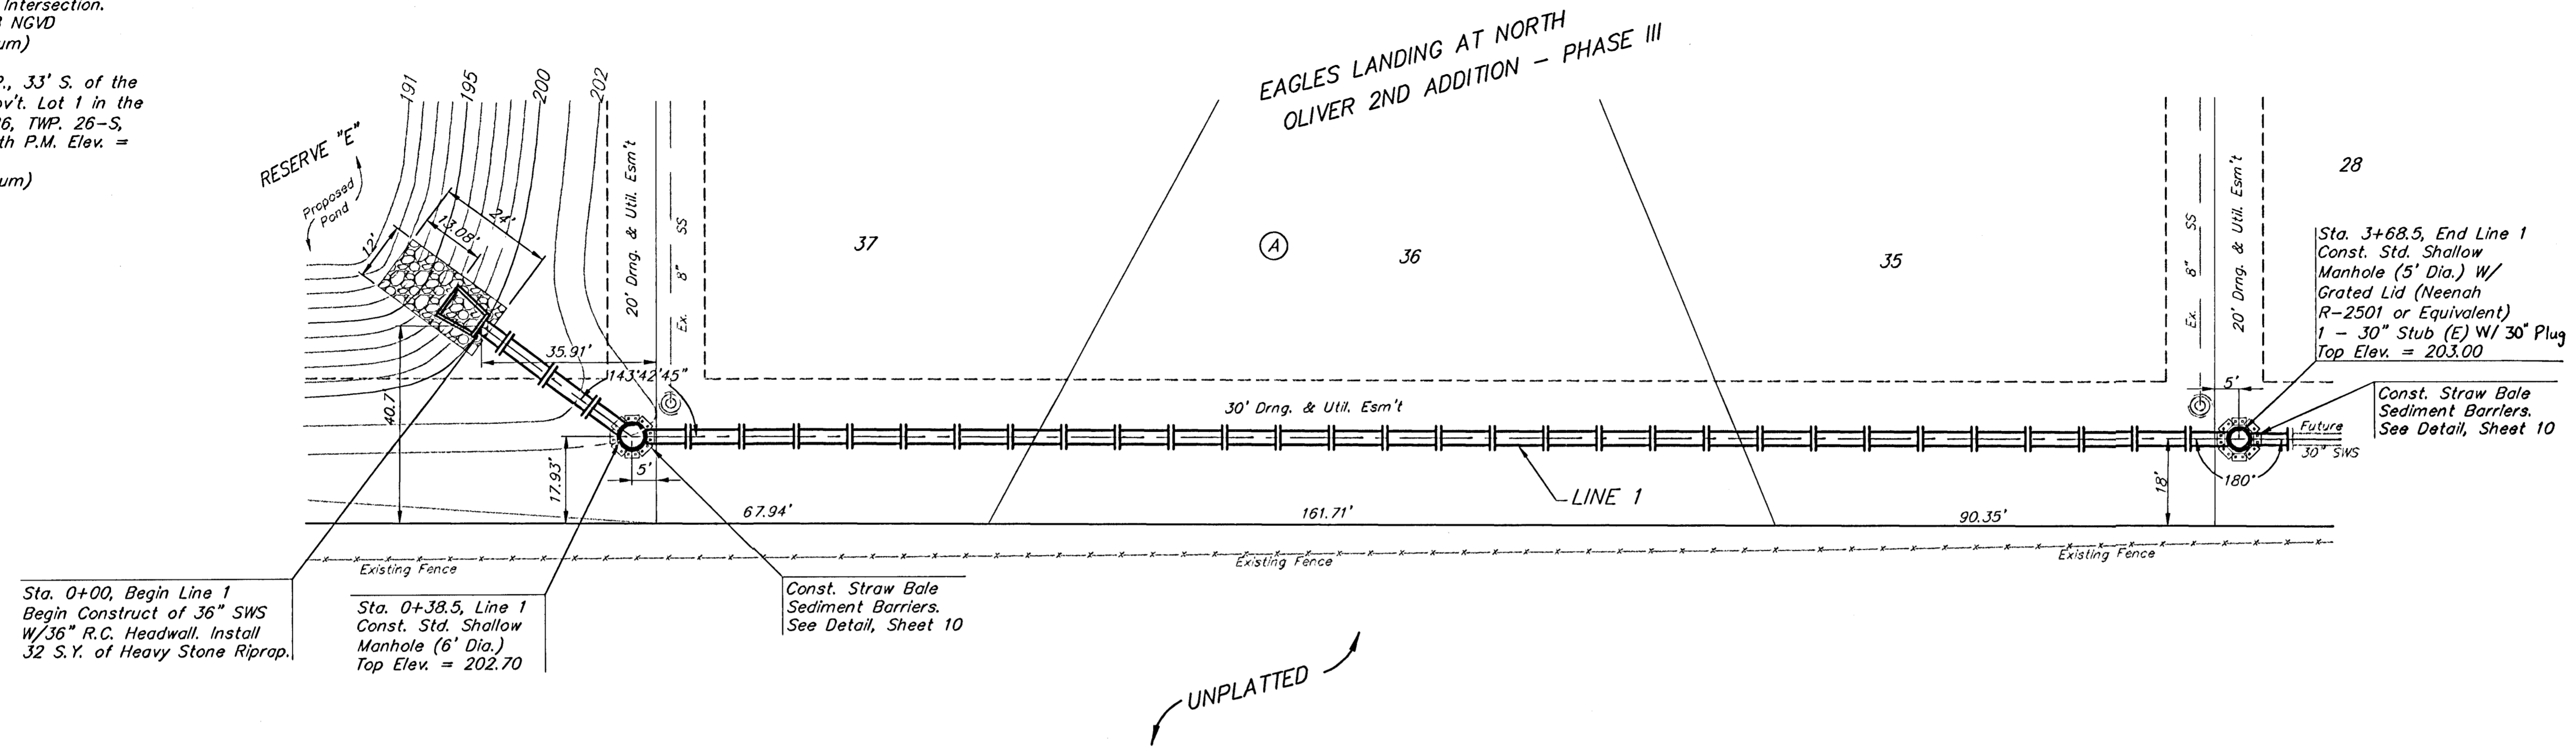 Intersection.
NGVD
33' S. of the
Lot 1 in the
TWP. 26-S,
P.M. Elev. =
191
195
200
202
RESERVE "E"
Proposed
Pond
24'
13.08'
12'
20' Drng. & Util. Esm't
Ex. 8" SS
37
EAGLES LANDING AT NORTH
OLIVER 2ND ADDITION - PHASE III
A
36
35
Ex. 8" SS
20' Drng. & Util. Esm't
28
Sta. 3+68.5, End Line 1
Const. Std. Shallow
Manhole (5' Dia.) W/
Grated Lid (Neenah
R-2501 or Equivalent)
1 - 30" Stub (E) W/ 30" Plug
Top Elev. = 203.00
35.91'
143°42'45"
40.7'
17.93'
5'
30' Drng. & Util. Esm't
5'
Const. Straw Bale
Sediment Barriers.
See Detail, Sheet 10
Future
30" SWS
180°
18'
LINE 1
67.94'
161.71'
90.35'
Existing Fence
Existing Fence
Existing Fence
Sta. 0+00, Begin Line 1
Begin Construct of 36" SWS
W/36" R.C. Headwall. Install
32 S.Y. of Heavy Stone Riprap.
Sta. 0+38.5, Line 1
Const. Std. Shallow
Manhole (6' Dia.)
Top Elev. = 202.70
Const. Straw Bale
Sediment Barriers.
See Detail, Sheet 10
UNPLATTED